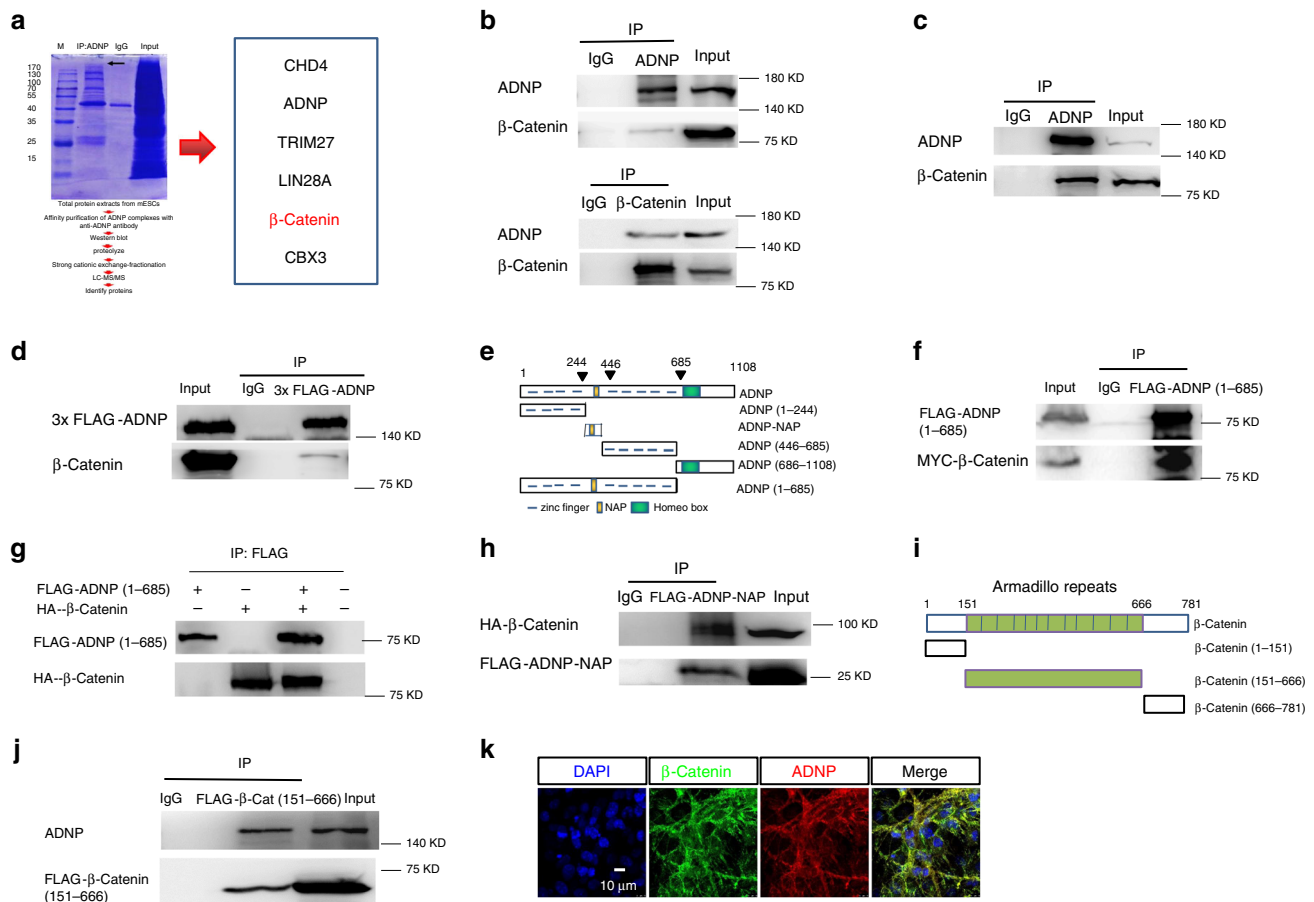 a
M IP:ADNP IgG Input
170
130
100
70
55
40
35
25
15
Total protein extracts from mESCs
Affinity purification of ADNP complexes with
anti-ADNP antibody
Western blot
proteolyze
Strong cationic exchange-fractionation
LC-MS/MS
Identify proteins
CHD4
ADNP
TRIM27
LIN28A
β-Catenin
CBX3
b
IP
IgG ADNP Input
ADNP
180 KD
140 KD
β-Catenin
75 KD
IP
IgG β-Catenin Input
ADNP
180 KD
140 KD
β-Catenin
75 KD
c
IP
IgG ADNP Input
ADNP
180 KD
140 KD
β-Catenin
75 KD
d
IP
Input IgG 3x FLAG-ADNP
3x FLAG-ADNP
140 KD
β-Catenin
75 KD
e
1 244 446 685 1108
ADNP
ADNP (1–244)
ADNP-NAP
ADNP (446–685)
ADNP (686–1108)
ADNP (1–685)
zinc finger NAP Homeo box
f
IP
Input IgG FLAG-ADNP (1–685)
FLAG-ADNP
(1–685)
75 KD
MYC-β-Catenin
75 KD
g
IP: FLAG
FLAG-ADNP (1–685) + – + –
HA--β-Catenin – + + –
FLAG-ADNP (1–685)
75 KD
HA--β-Catenin
75 KD
h
IP
IgG FLAG-ADNP-NAP Input
HA-β-Catenin
100 KD
FLAG-ADNP-NAP
25 KD
i
Armadillo repeats
1 151 666 781
β-Catenin
β-Catenin (1–151)
β-Catenin (151–666)
β-Catenin (666–781)
j
IP
IgG FLAG-β-Cat (151–666) Input
ADNP
140 KD
75 KD
FLAG-β-Catenin
(151–666)
k
DAPI β-Catenin ADNP Merge
10 μm